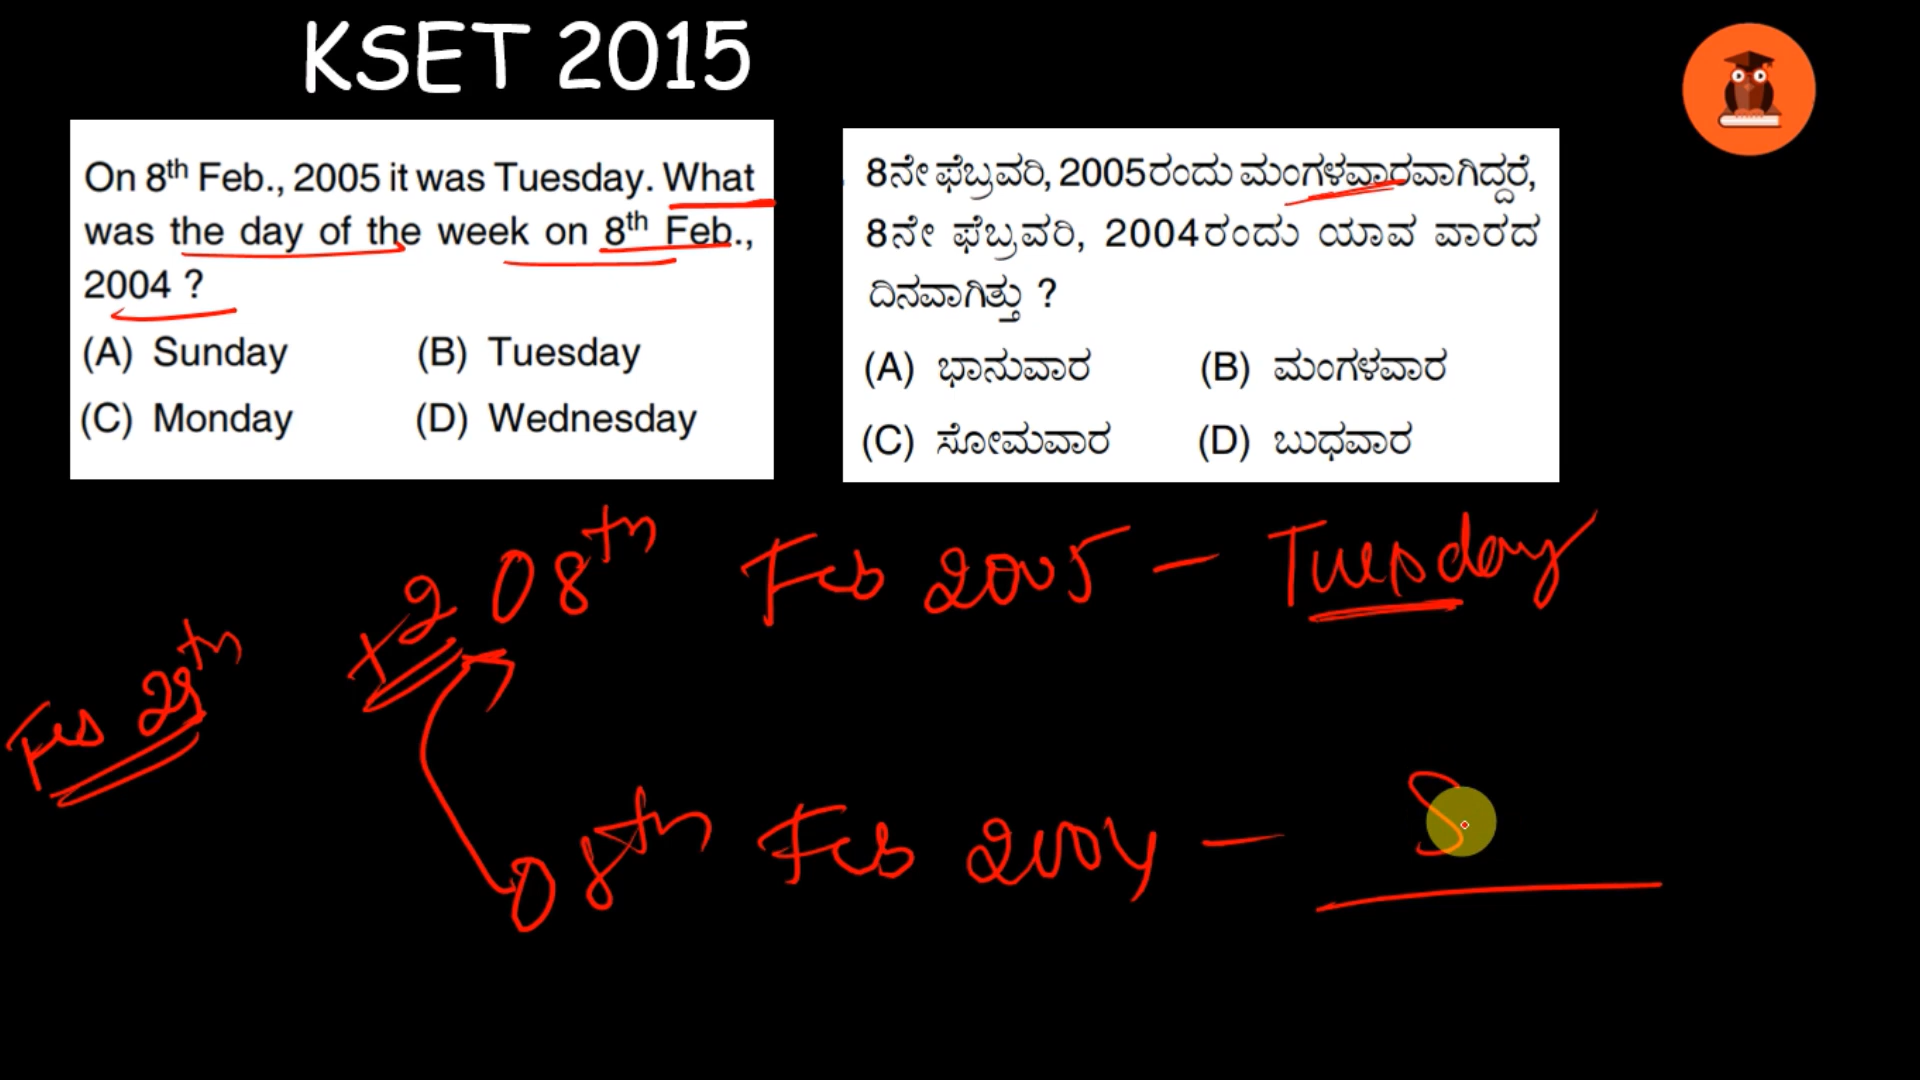 KSET 2015
On 8th Feb., 2005 it was Tuesday. What
was the day of the week on 8th Feb.,
2004 ?
(A) Sunday (B) Tuesday
(C) Monday (D) Wednesday
8ನೇ ಫೆಬ್ರವರಿ, 2005ರಂದು ಮಂಗಳವಾರವಾಗಿದ್ದರೆ,
8ನೇ ಫೆಬ್ರವರಿ, 2004ರಂದು ಯಾವ ವಾರದ
ದಿನವಾಗಿತ್ತು ?
(A) ಭಾನುವಾರ (B) ಮಂಗಳವಾರ
(C) ಸೋಮವಾರ (D) ಬುಧವಾರ
+2 08th Feb 2005 - Tuesday
Feb 29th
08th Feb 2004 - S